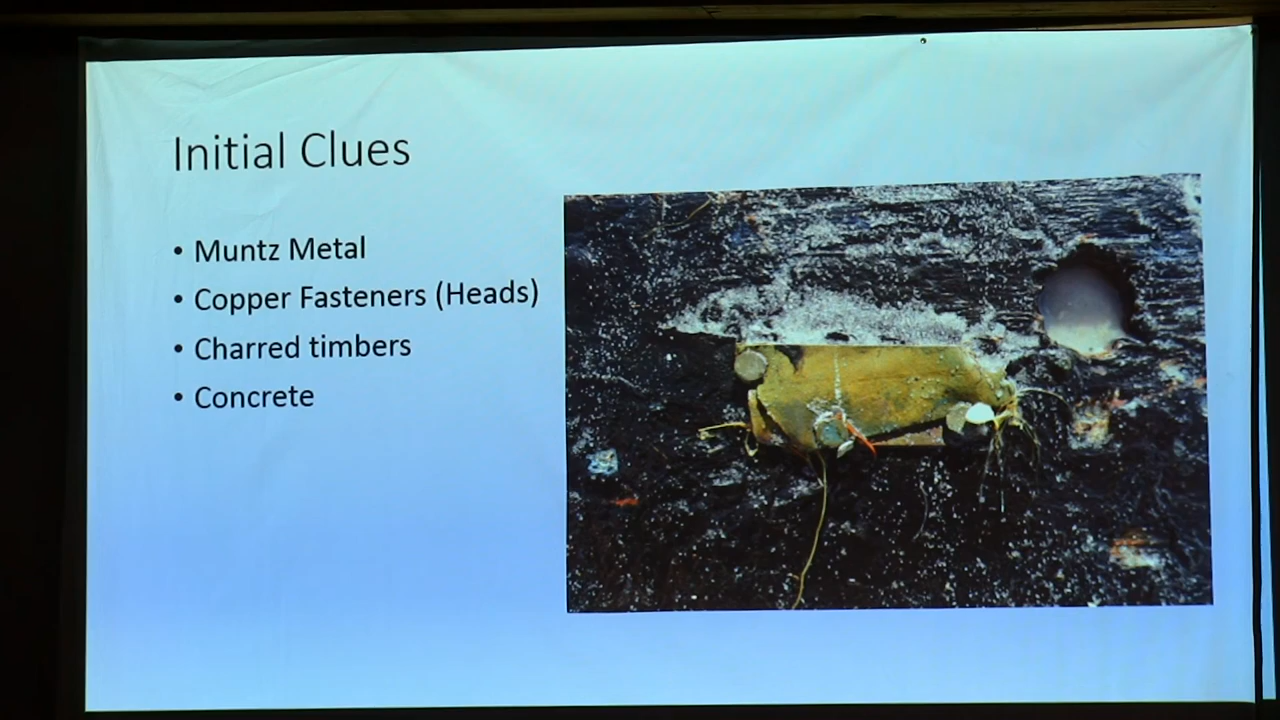 Initial Clues
• Muntz Metal
• Copper Fasteners (Heads)
• Charred timbers
• Concrete